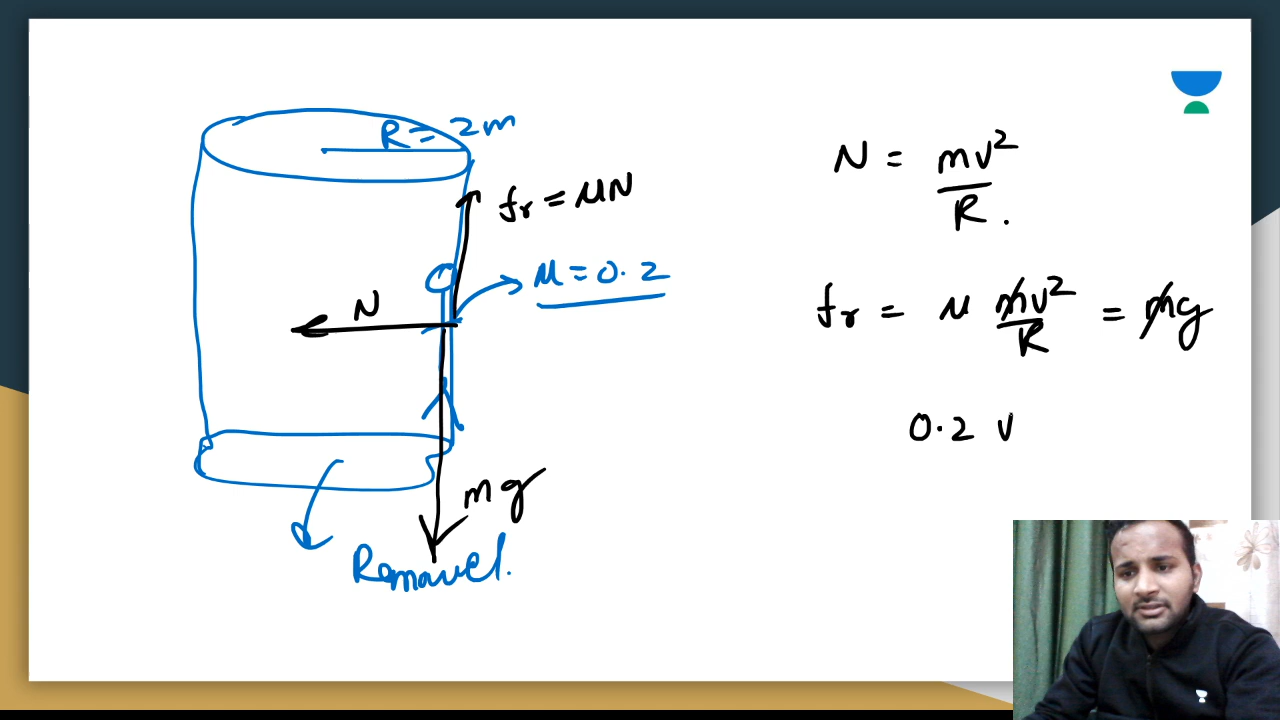 R = 2m
fr = μN
μ = 0.2
N
mg
Removed.
N = mv²/R.
fr = μ mv²/R = mg
0.2 v